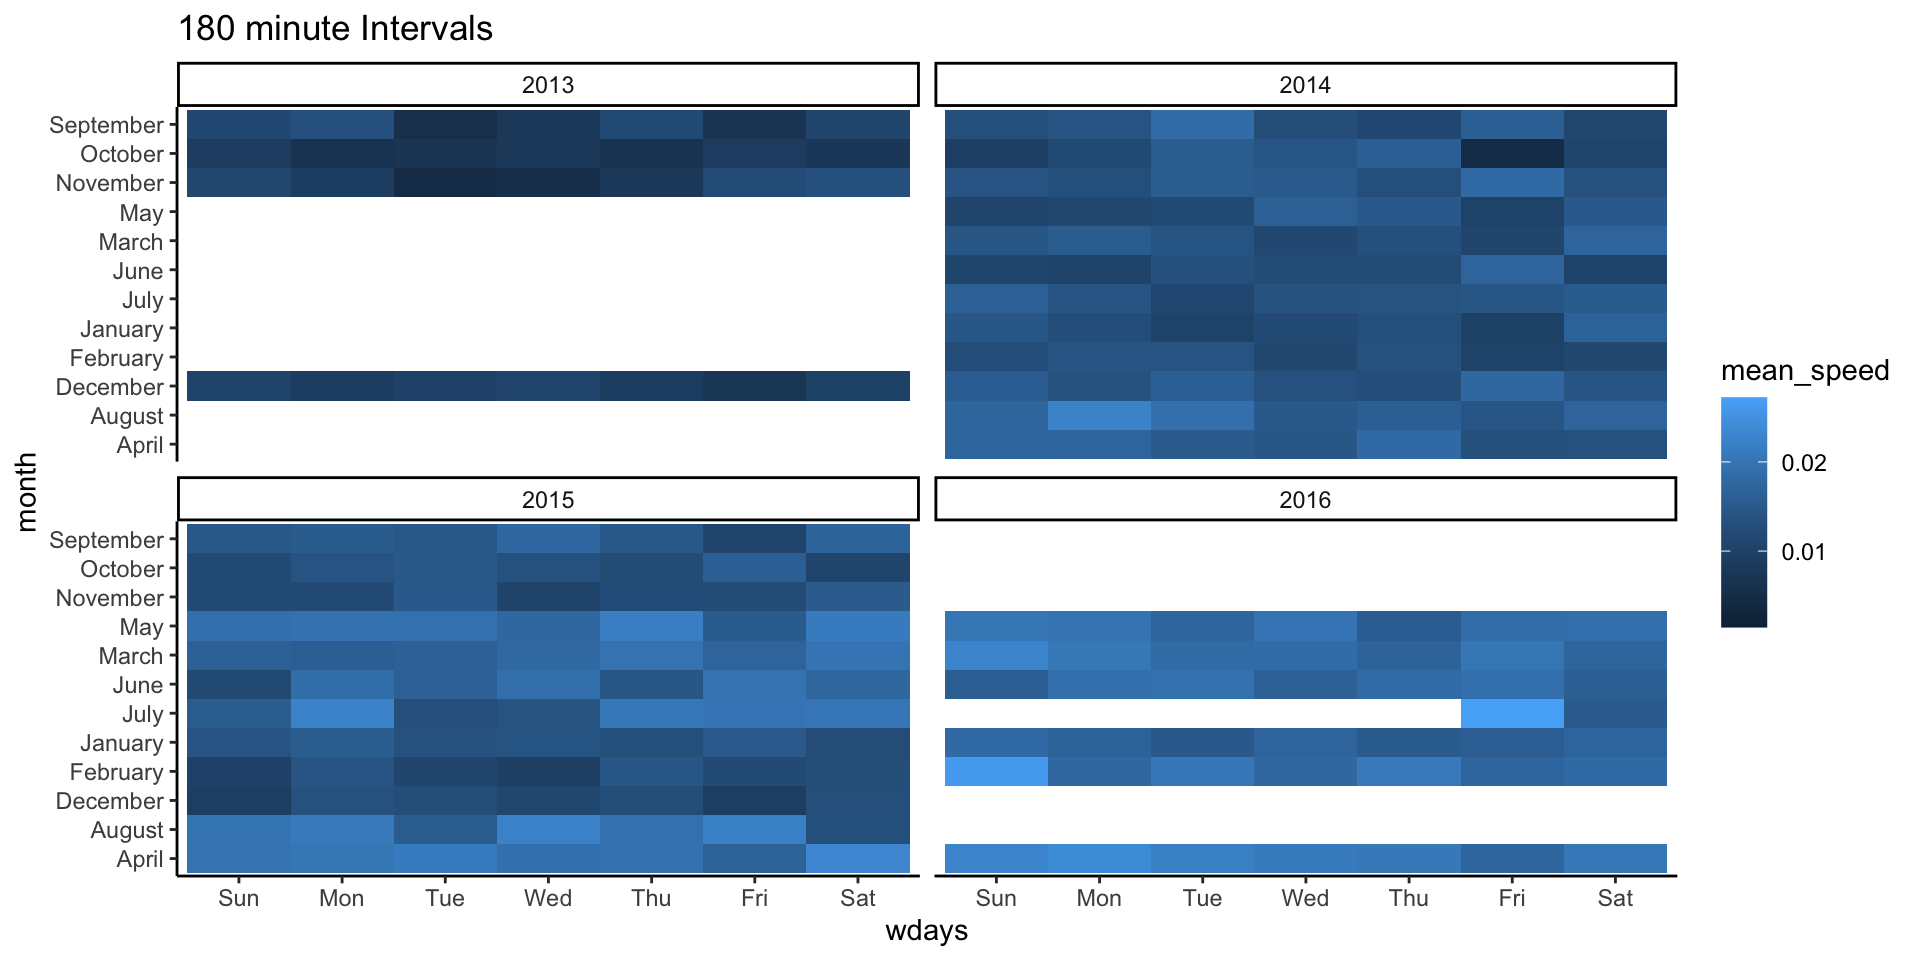 180 minute Intervals
2013
2014
September
October
November
May
March
June
July
January
February
December
August
April
month
2015
2016
September
October
November
May
March
June
July
January
February
December
August
April
Sun Mon Tue Wed Thu Fri Sat
Sun Mon Tue Wed Thu Fri Sat
wdays
mean_speed
0.02
0.01